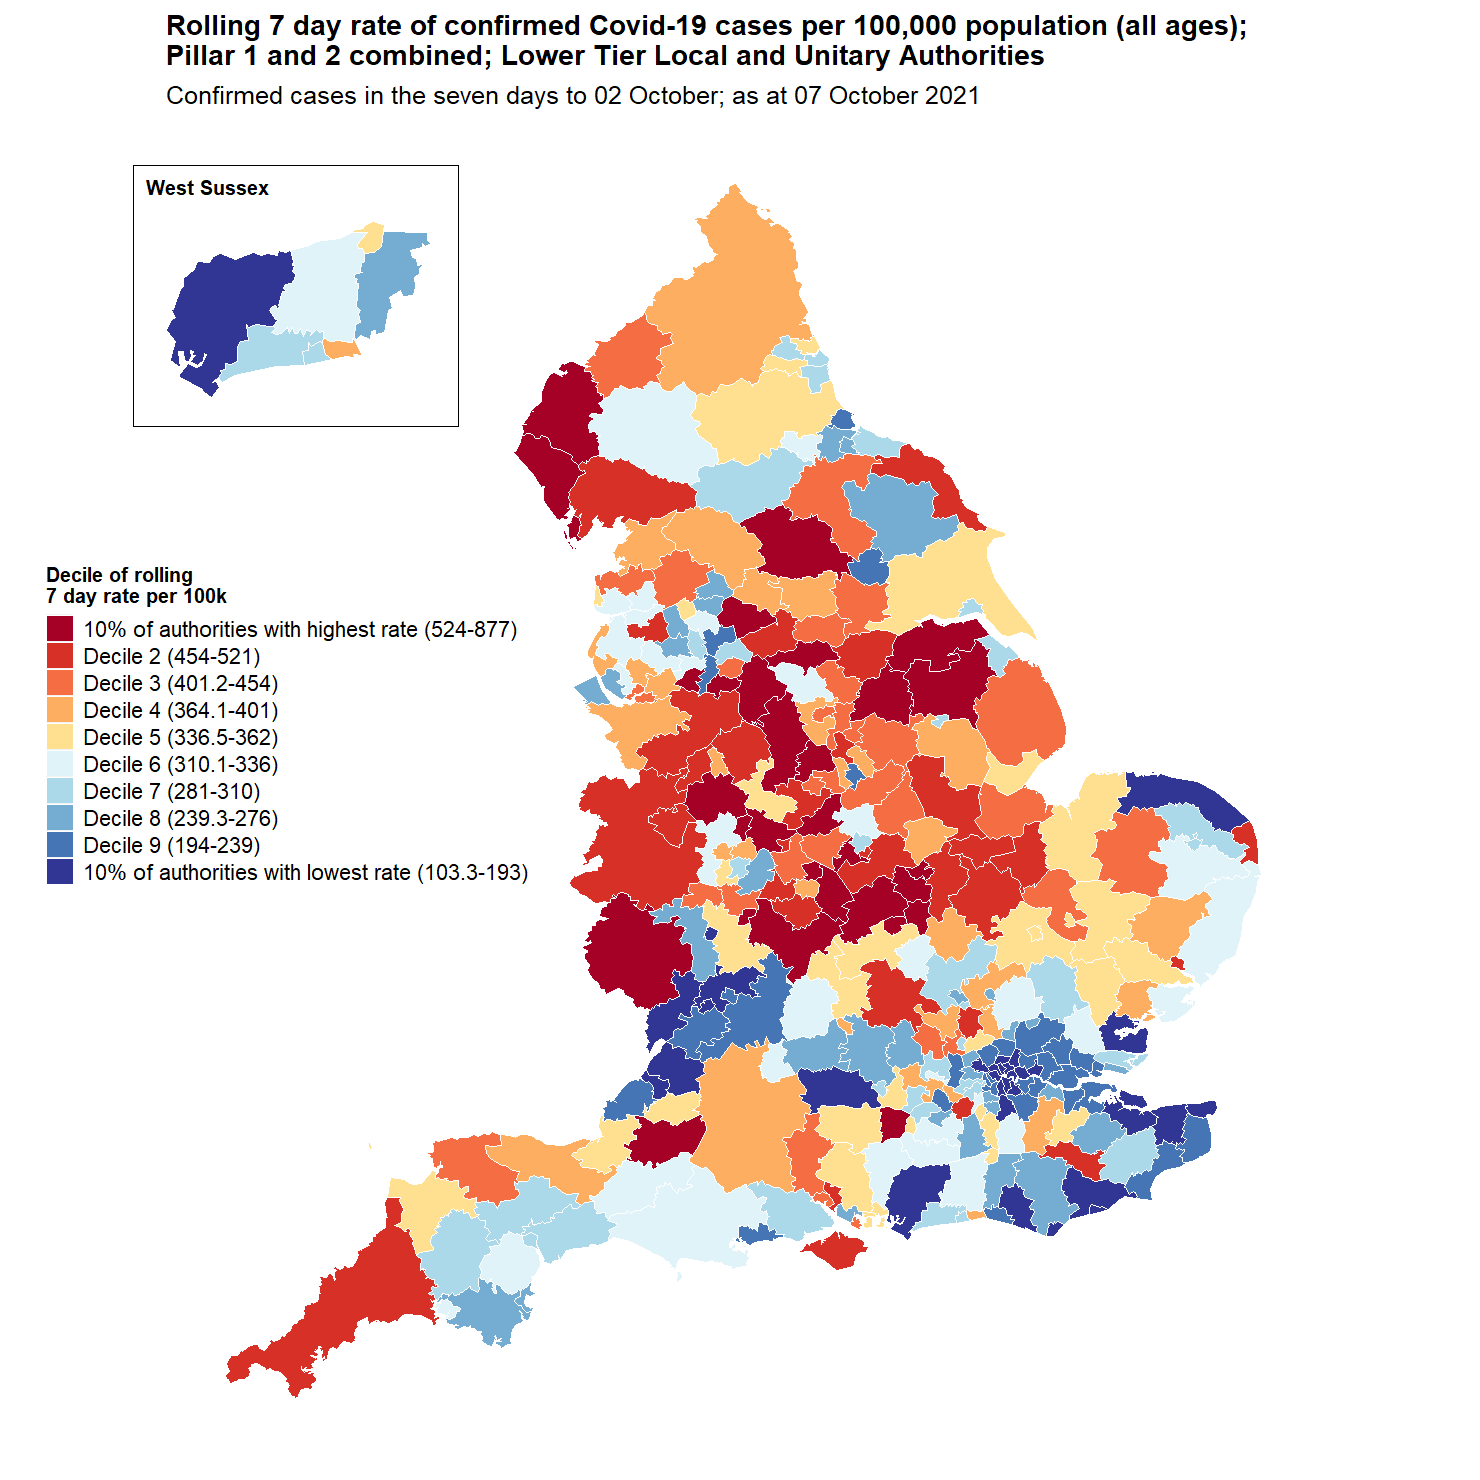 Rolling 7 day rate of confirmed Covid-19 cases per 100,000 population (all ages);
Pillar 1 and 2 combined; Lower Tier Local and Unitary Authorities
Confirmed cases in the seven days to 02 October; as at 07 October 2021
West Sussex
Decile of rolling
7 day rate per 100k
10% of authorities with highest rate (524-877)
Decile 2 (454-521)
Decile 3 (401.2-454)
Decile 4 (364.1-401)
Decile 5 (336.5-362)
Decile 6 (310.1-336)
Decile 7 (281-310)
Decile 8 (239.3-276)
Decile 9 (194-239)
10% of authorities with lowest rate (103.3-193)